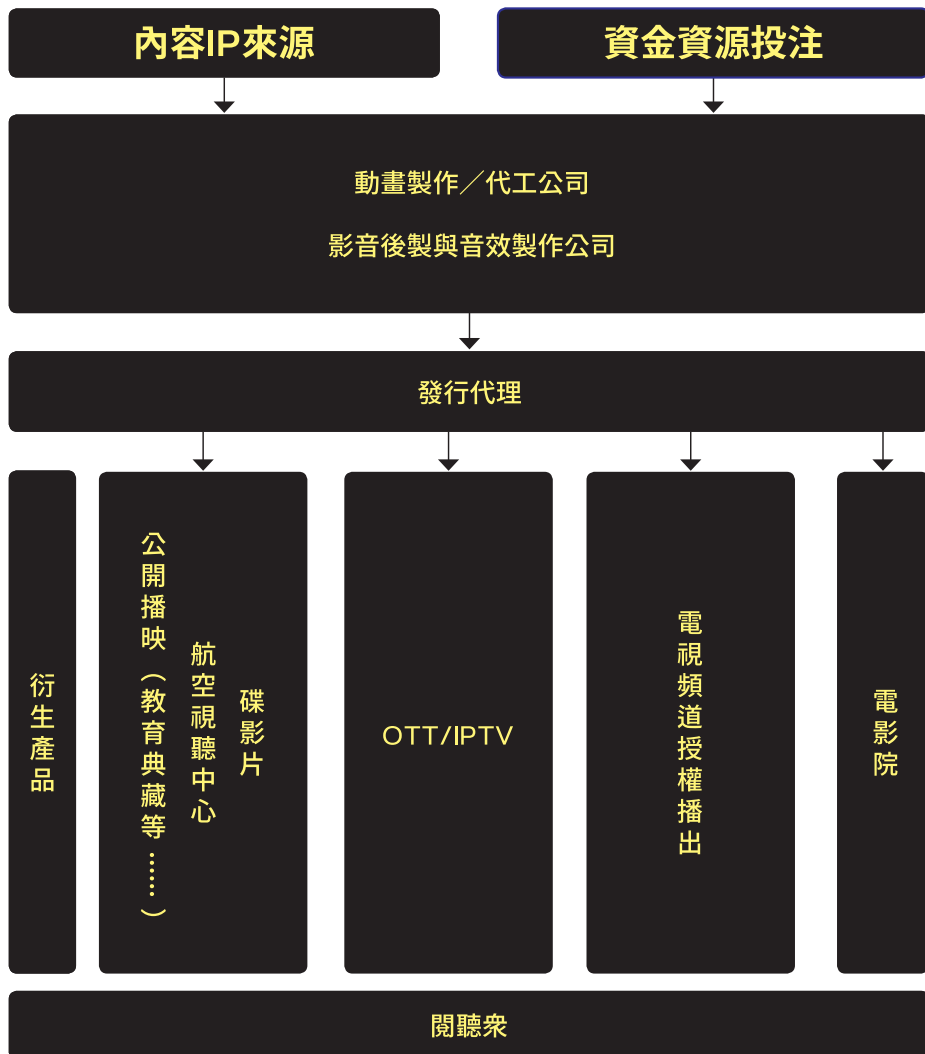 內容IP來源
資金資源投注
動畫製作／代工公司
影音後製與音效製作公司
發行代理
衍生產品
碟影片
航空視聽中心
公開播映（教育典藏等……）
OTT/IPTV
電視頻道授權播出
電影院
閱聽衆